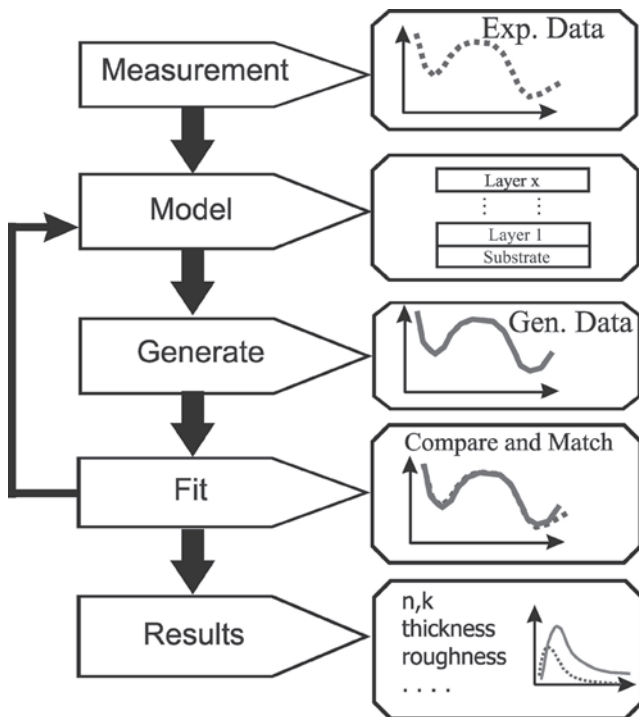 Measurement
Exp. Data
Model
Layer x
Layer 1
Substrate
Generate
Gen. Data
Fit
Compare and Match
Results
n,k
thickness
roughness
. . . .